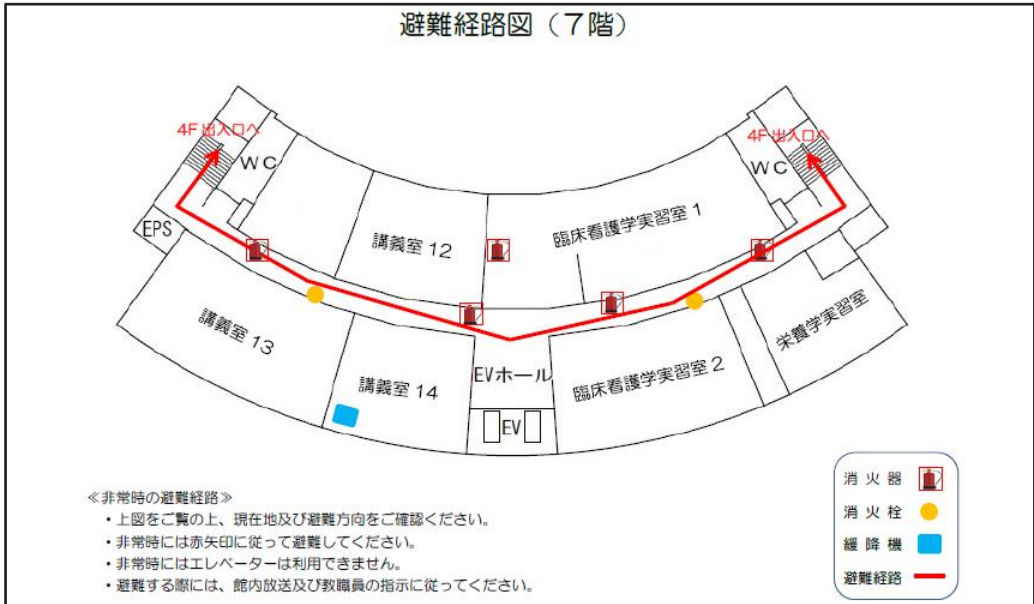 避難経路図（７階）
4F出入口へ
4F出入口へ
WC
WC
EPS
講義室 12
臨床看護学実習室 1
講義室 13
講義室 14
EVホール
EV
臨床看護学実習室 2
栄養学実習室
≪非常時の避難経路≫
・上図をご覧の上、現在地及び避難方向をご確認ください。
・非常時には赤矢印に従って避難してください。
・非常時にはエレベーターは利用できません。
・避難する際には、館内放送及び教職員の指示に従ってください。
消火器
消火栓
緩降機
避難経路